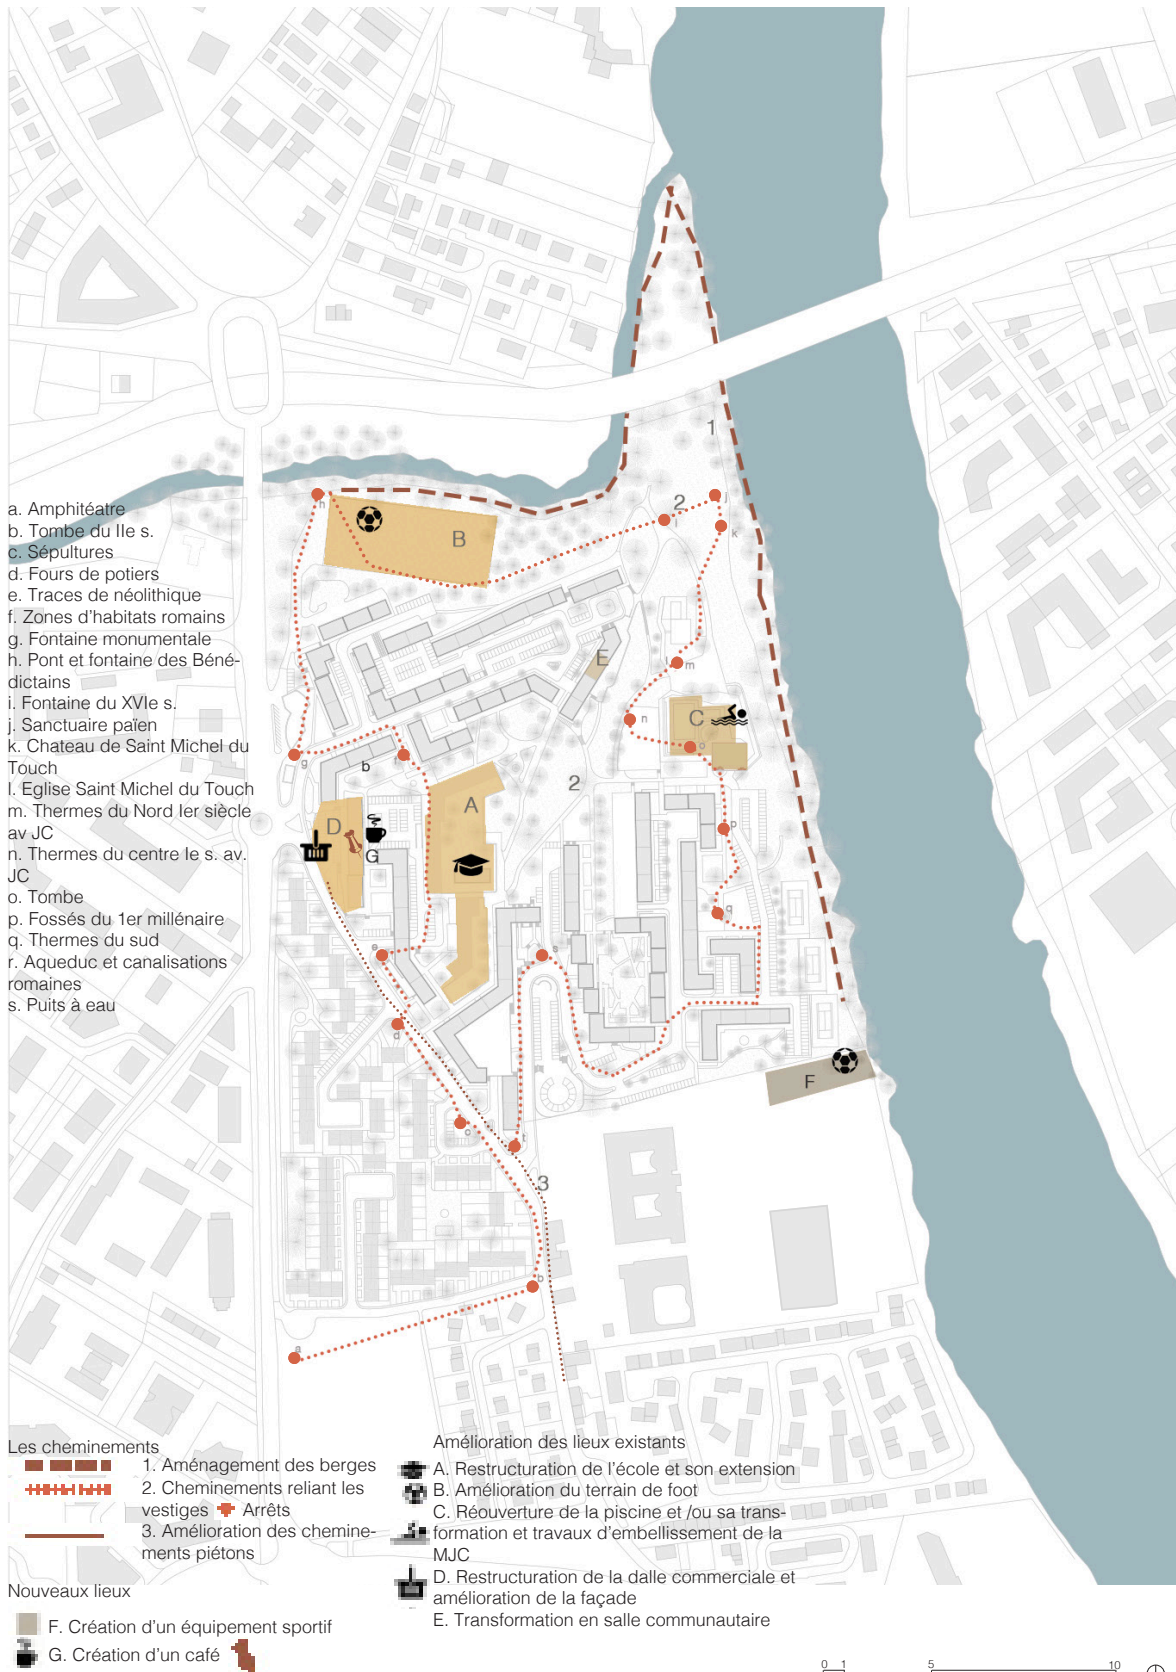 a. Amphitéatre
b. Tombe du IIe s.
c. Sépultures
d. Fours de potiers
e. Traces de néolithique
f. Zones d'habitats romains
g. Fontaine monumentale
h. Pont et fontaine des Béné-
dictains
i. Fontaine du XVIe s.
j. Sanctuaire païen
k. Chateau de Saint Michel du
Touch
l. Eglise Saint Michel du Touch
m. Thermes du Nord Ier siècle
av JC
n. Thermes du centre Ie s. av.
JC
o. Tombe
p. Fossés du 1er millénaire
q. Thermes du sud
r. Aqueduc et canalisations
romaines
s. Puits à eau
1
2
h
B
j
i
k
E
l
m
n
C
o
g
b
r
2
A
D
G
p
q
e
s
d
F
c
t
3
b
a
Les cheminements
1. Aménagement des berges
2. Cheminements reliant les
vestiges Arrêts
3. Amélioration des chemine-
ments piétons
Nouveaux lieux
F. Création d'un équipement sportif
G. Création d'un café
Amélioration des lieux existants
A. Restructuration de l'école et son extension
B. Amélioration du terrain de foot
C. Réouverture de la piscine et /ou sa trans-
formation et travaux d'embellissement de la
MJC
D. Restructuration de la dalle commerciale et
amélioration de la façade
E. Transformation en salle communautaire
0 1 5 10